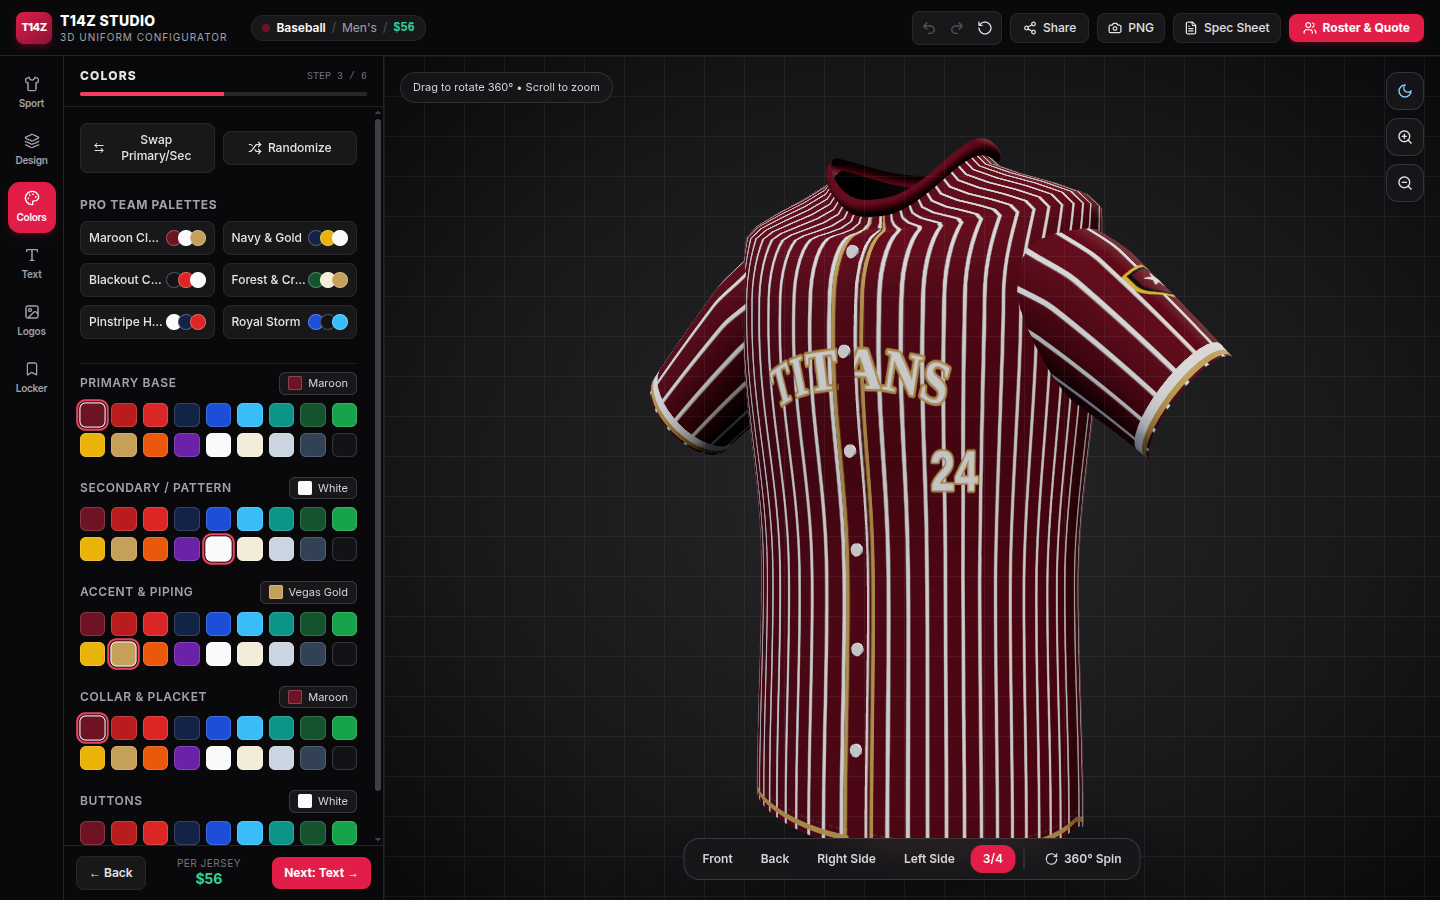 T14Z
T14Z STUDIO
3D UNIFORM CONFIGURATOR
Baseball / Men's / $56
Share
PNG
Spec Sheet
Roster & Quote
Sport
Design
Colors
Text
Logos
Locker
COLORS
STEP 3 / 6
Swap
Primary/Sec
Randomize
PRO TEAM PALETTES
Maroon Cl...
Navy & Gold
Blackout C...
Forest & Cr...
Pinstripe H...
Royal Storm
PRIMARY BASE
Maroon
SECONDARY / PATTERN
White
ACCENT & PIPING
Vegas Gold
COLLAR & PLACKET
Maroon
BUTTONS
White
← Back
PER JERSEY
$56
Next: Text →
Drag to rotate 360° • Scroll to zoom
TITANS
24
Front
Back
Right Side
Left Side
3/4
360° Spin